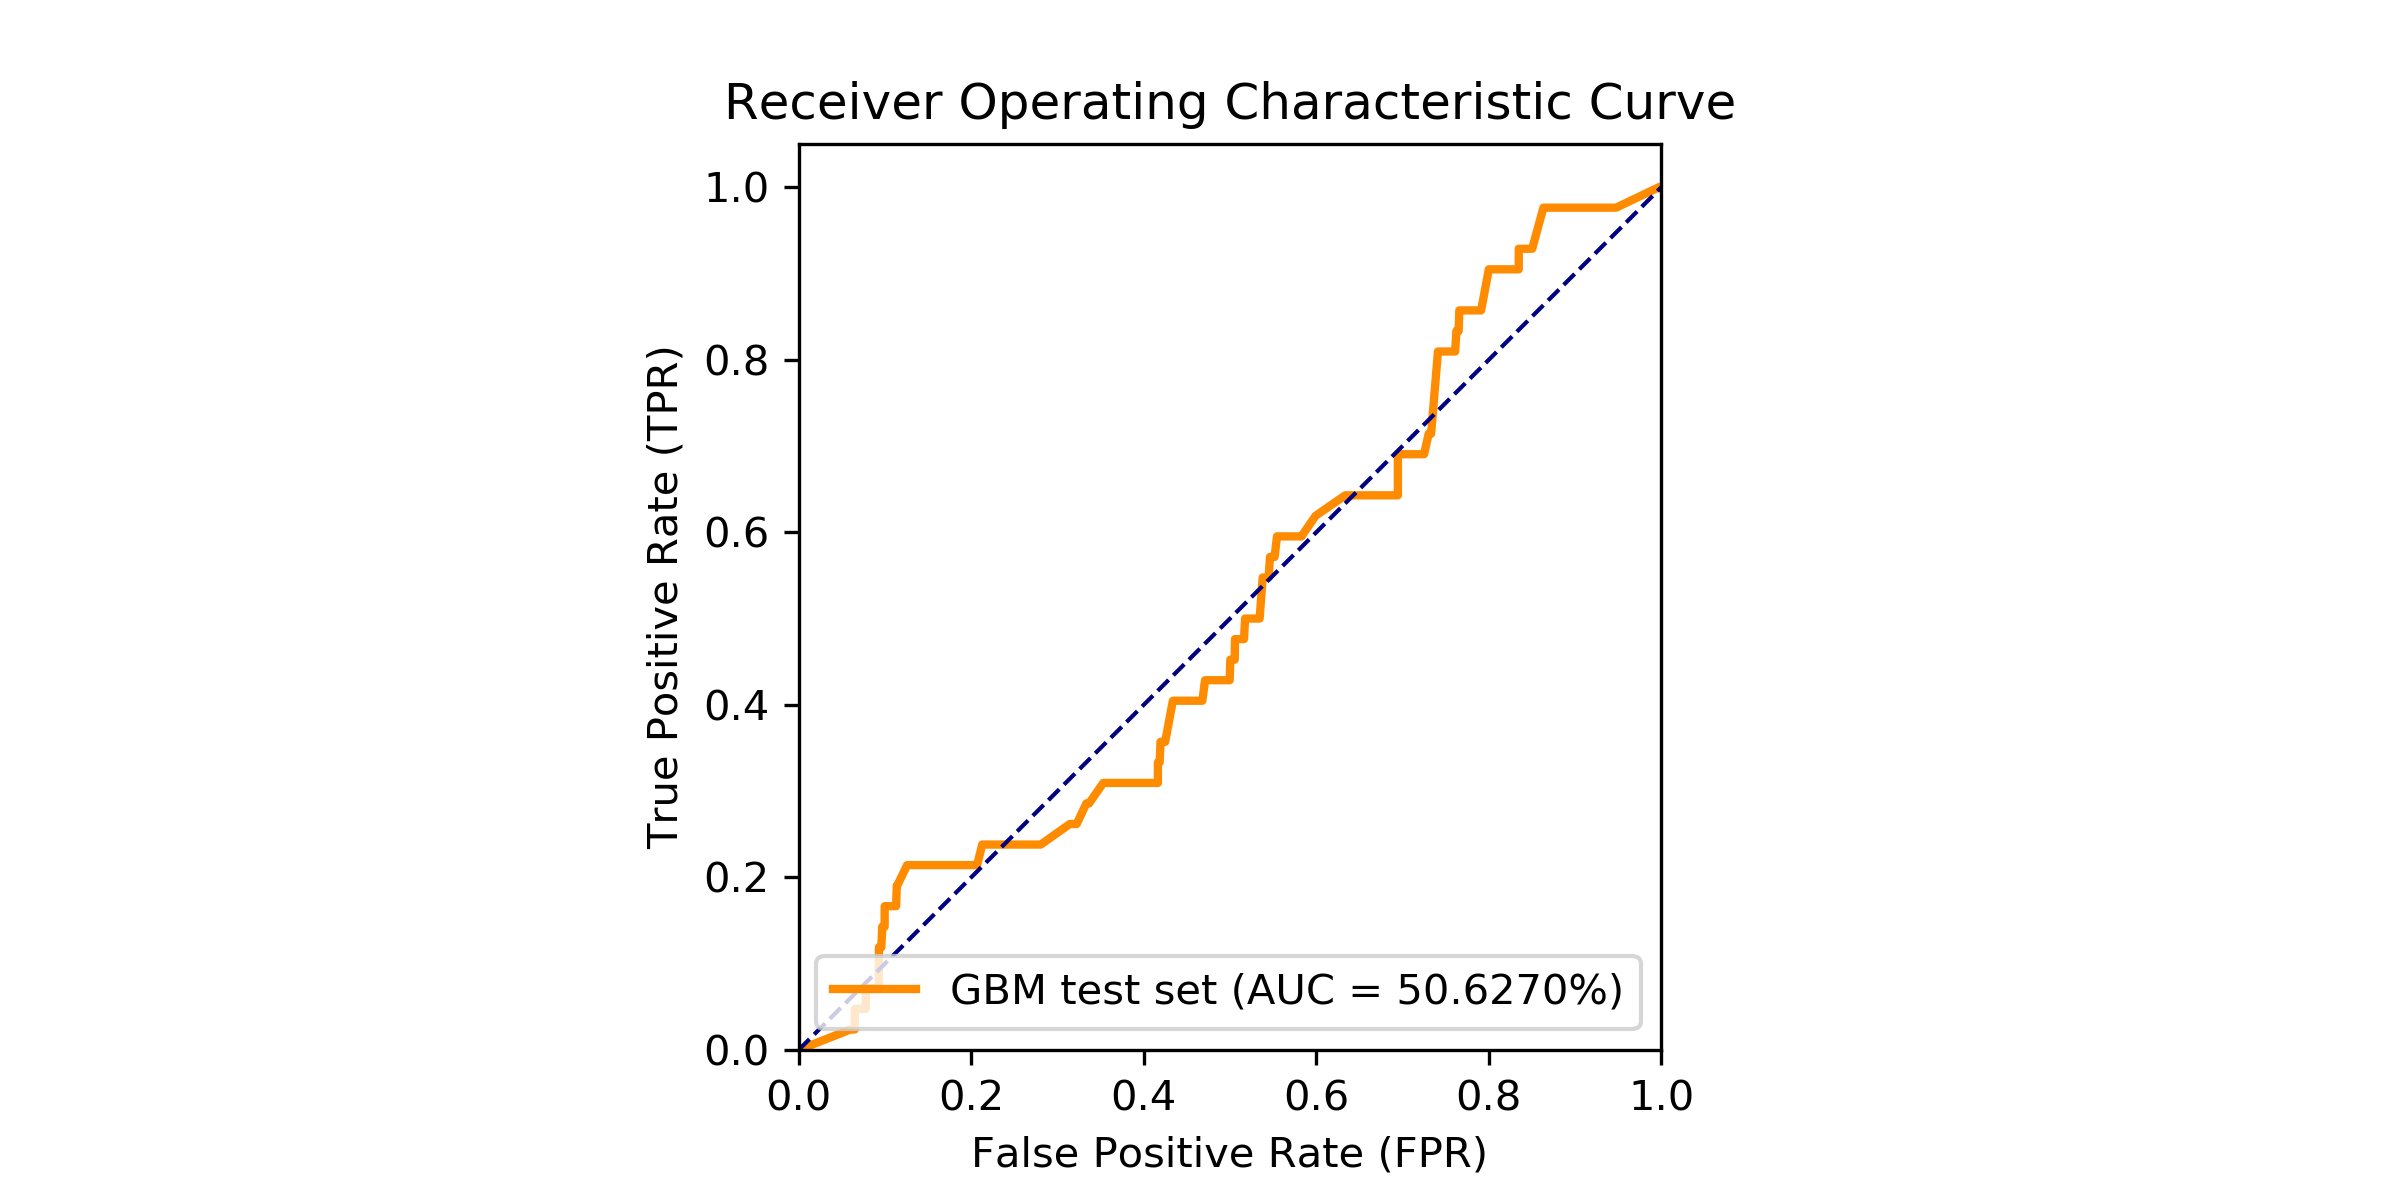 Receiver Operating Characteristic Curve
1.0
0.8
0.6
0.4
0.2
0.0
True Positive Rate (TPR)
GBM test set (AUC = 50.6270%)
0.0 0.2 0.4 0.6 0.8 1.0
False Positive Rate (FPR)